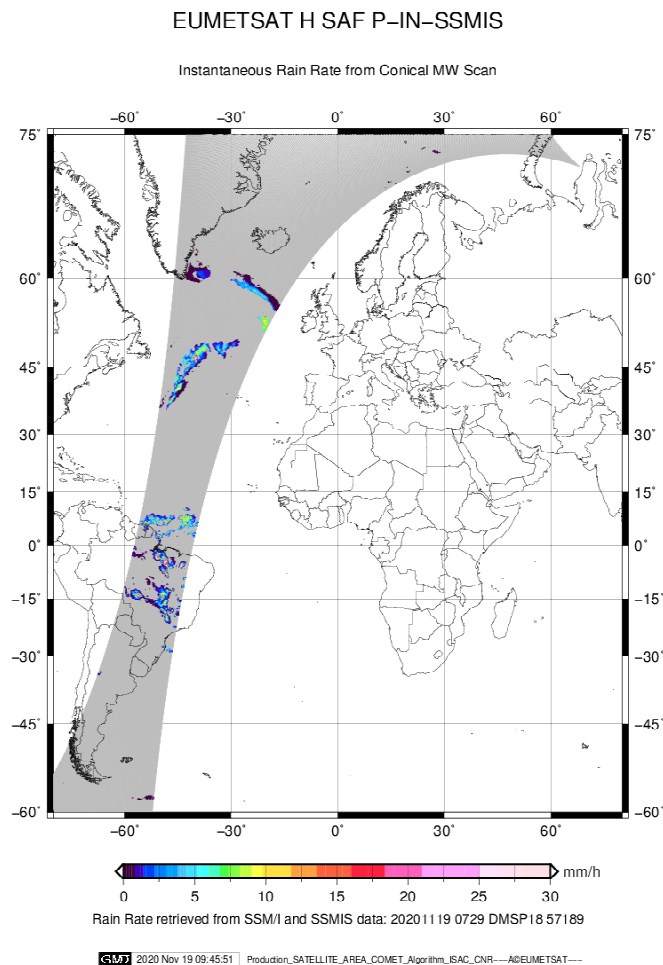 EUMETSAT H SAF P-IN-SSMIS
Instantaneous Rain Rate from Conical MW Scan
−60° −30° 0° 30° 60°
75° 75°
60° 60°
45° 45°
30° 30°
15° 15°
0° 0°
−15° −15°
−30° −30°
−45° −45°
−60° −60°
−60° −30° 0° 30° 60°
mm/h
0 5 10 15 20 25 30
Rain Rate retrieved from SSM/I and SSMIS data: 20201119 0729 DMSP18 57189
GMT 2020 Nov 19 09:45:51 Production_SATELLITE_AREA_COMET_Algorithm_ISAC_CNR---A©EUMETSAT---